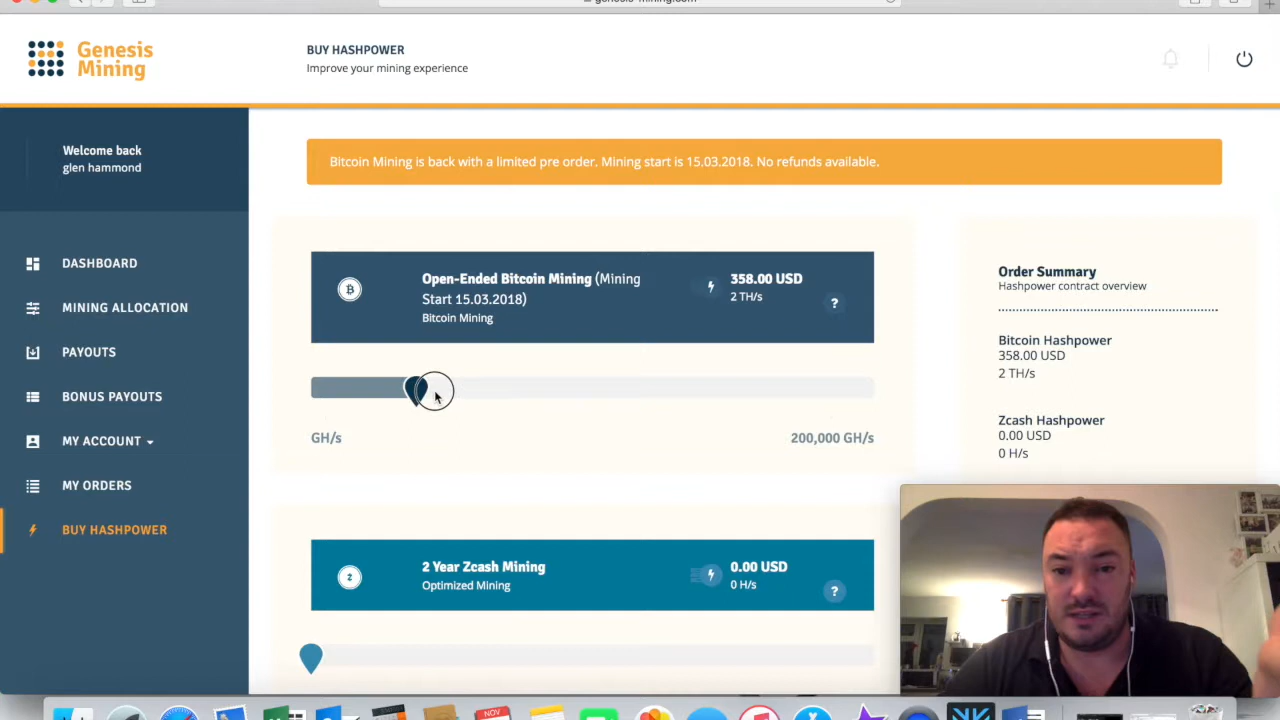 Genesis
Mining
BUY HASHPOWER
Improve your mining experience
Welcome back
glen hammond
DASHBOARD
MINING ALLOCATION
PAYOUTS
BONUS PAYOUTS
MY ACCOUNT
MY ORDERS
BUY HASHPOWER
Bitcoin Mining is back with a limited pre order. Mining start is 15.03.2018. No refunds available.
Open-Ended Bitcoin Mining (Mining
Start 15.03.2018)
Bitcoin Mining
358.00 USD
2 TH/s
?
GH/s
200,000 GH/s
2 Year Zcash Mining
Optimized Mining
0.00 USD
0 H/s
?
Order Summary
Hashpower contract overview
Bitcoin Hashpower
358.00 USD
2 TH/s
Zcash Hashpower
0.00 USD
0 H/s
NOV